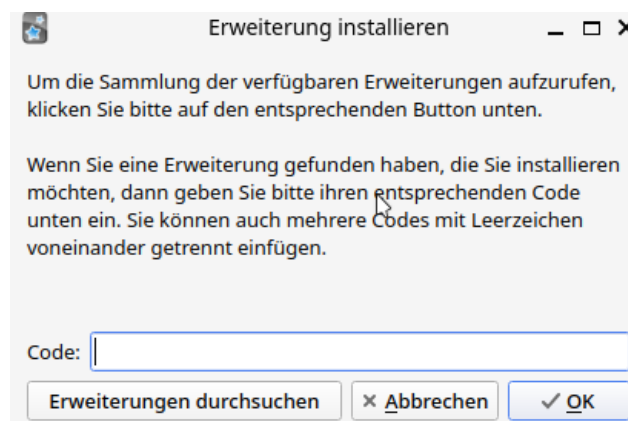 Erweiterung installieren
Um die Sammlung der verfügbaren Erweiterungen aufzurufen,
klicken Sie bitte auf den entsprechenden Button unten.
Wenn Sie eine Erweiterung gefunden haben, die Sie installieren
möchten, dann geben Sie bitte ihren entsprechenden Code
unten ein. Sie können auch mehrere Codes mit Leerzeichen
voneinander getrennt einfügen.
Code:
Erweiterungen durchsuchen Abbrechen OK